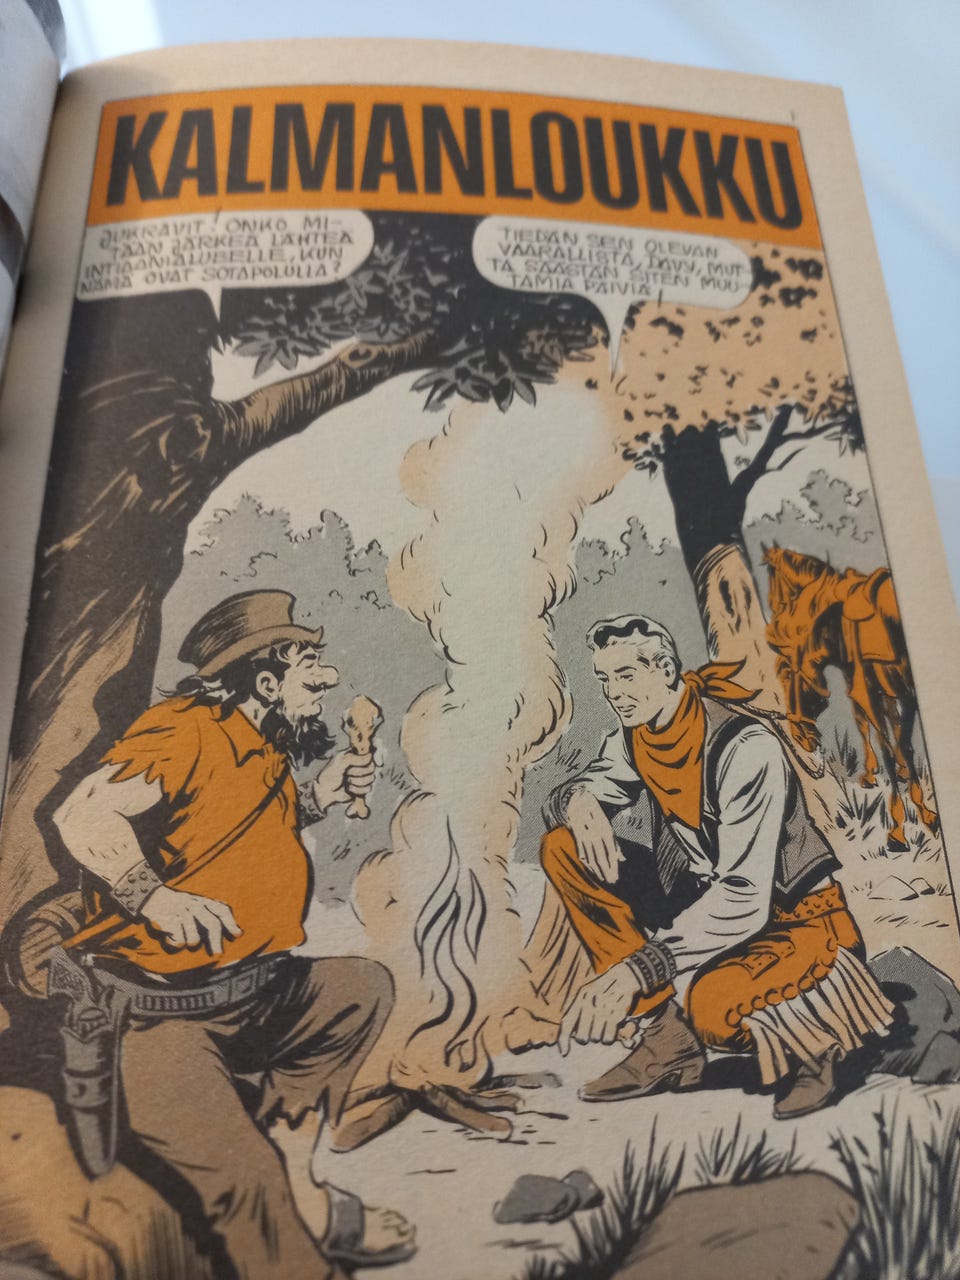 KALMANLOUKKU
JUKRAVIT! ONKO MI-
TÄÄN JÄRKEÄ LÄHTEÄ
INTIAANIALUEELLE, KUN
NÄMÄ OVAT SOTAPOLULLA?
TIEDÄN SEN OLEVAN
VAARALLISTA, DAVY, MUT-
TA SÄÄSTÄN SITEN MUU-
TAMIA PÄIVIÄ!